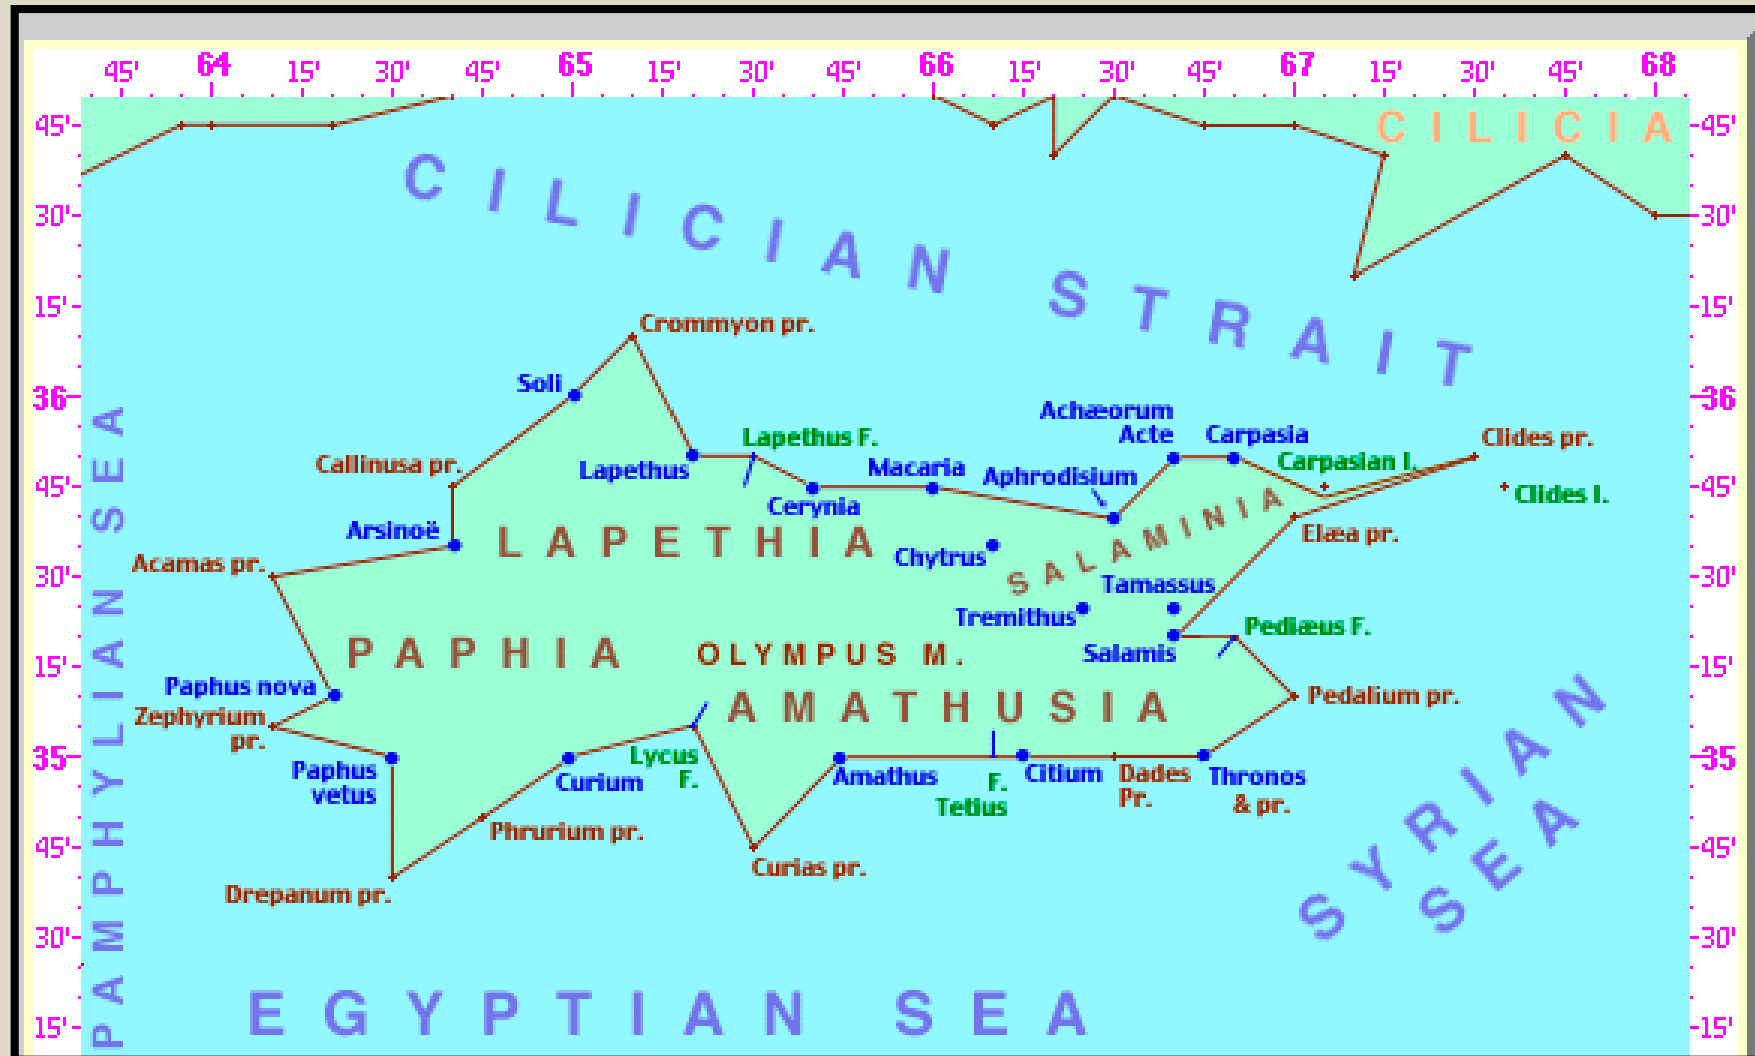 45' 64 15' 30' 45' 65 15' 30' 45' 66 15' 30' 45' 67 15' 30' 45' 68
45' CILICIA 45'
30' CILICIAN STRAIT 30'
15' 15'
Crommyon pr.
36 Soli 36
Achæorum
Acte Carpasia Clides pr.
Lapethus F.
Callinusa pr. Lapethus Macaria Aphrodisium Carpasian I.
45' Clides I. 45'
Cerynia
Arsinoë LAPETHIA SALAMINIA Elæa pr.
Acamas pr. Chytrus
30' Tamassus 30'
Tremithus
Pediæus F.
PAPHIA OLYMPUS M. Salamis
15' 15'
Paphus nova Pedalium pr.
Zephyrium
pr.
AMATHUSIA
35 35
Paphus
vetus
Curium
Lycus
F.
Amathus
F.
Tetius
Citium
Dades
Pr.
Thronos
& pr.
Phrurium pr.
45' 45'
Curias pr.
Drepanum pr.
30' 30'
PAMPHYLIAN SEA
SYRIAN
SEA
EGYPTIAN SEA
15' 15'